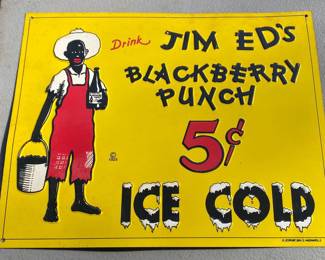 Drink JIM ED'S
BLACKBERRY
PUNCH
5¢
ICE COLD
©